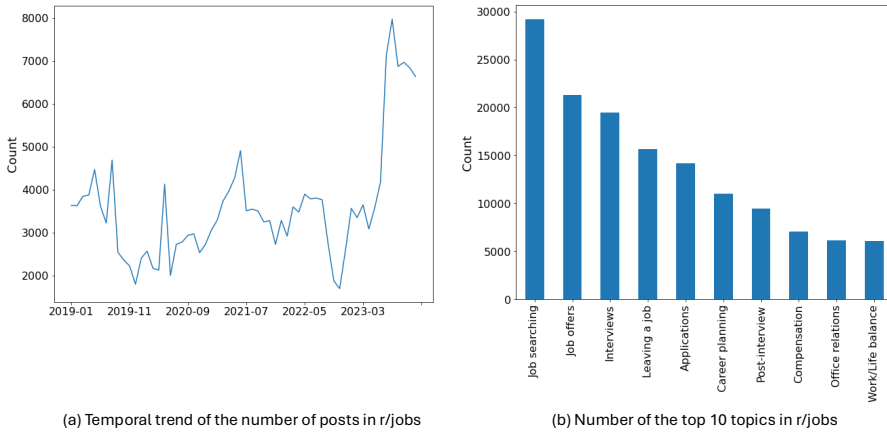 8000
7000
6000
5000
4000
3000
2000
Count
2019-01 2019-11 2020-09 2021-07 2022-05 2023-03
(a) Temporal trend of the number of posts in r/jobs
30000
25000
20000
15000
10000
5000
0
Count
Job searching
Job offers
Interviews
Leaving a job
Applications
Career planning
Post-interview
Compensation
Office relations
Work/Life balance
(b) Number of the top 10 topics in r/jobs